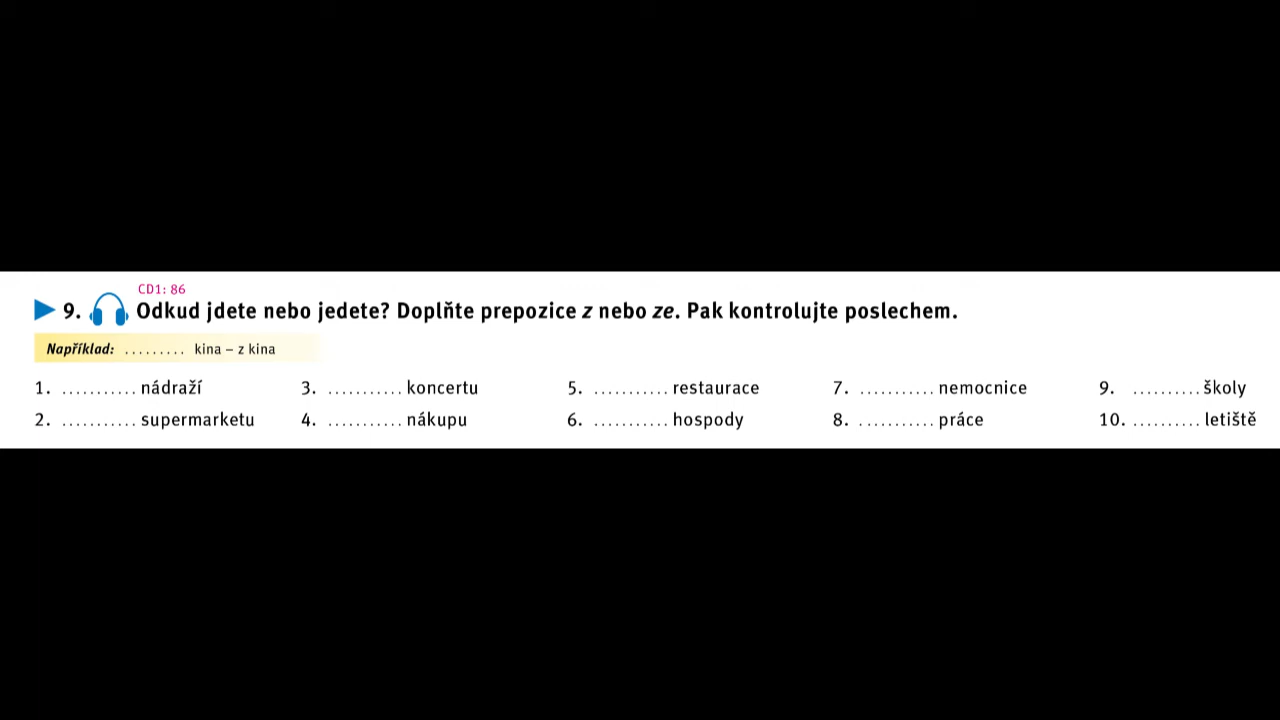 CD1: 86
9. Odkud jdete nebo jedete? Doplňte prepozice z nebo ze. Pak kontrolujte poslechem.
Například: ......... kina – z kina
1. ........... nádraží 3. ........... koncertu 5. ........... restaurace 7. ........... nemocnice 9. .......... školy
2. ........... supermarketu 4. ........... nákupu 6. ........... hospody 8. ........... práce 10. .......... letiště